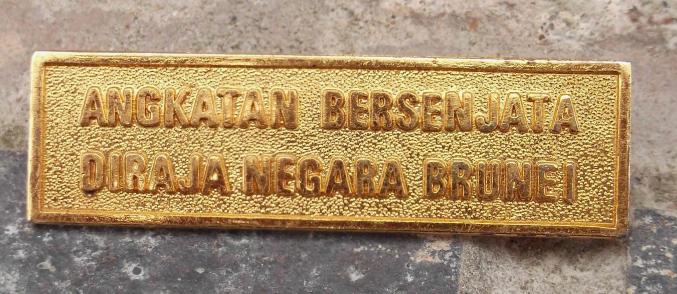 ANGKATAN BERSENJATA
DIRAJA NEGARA BRUNEI